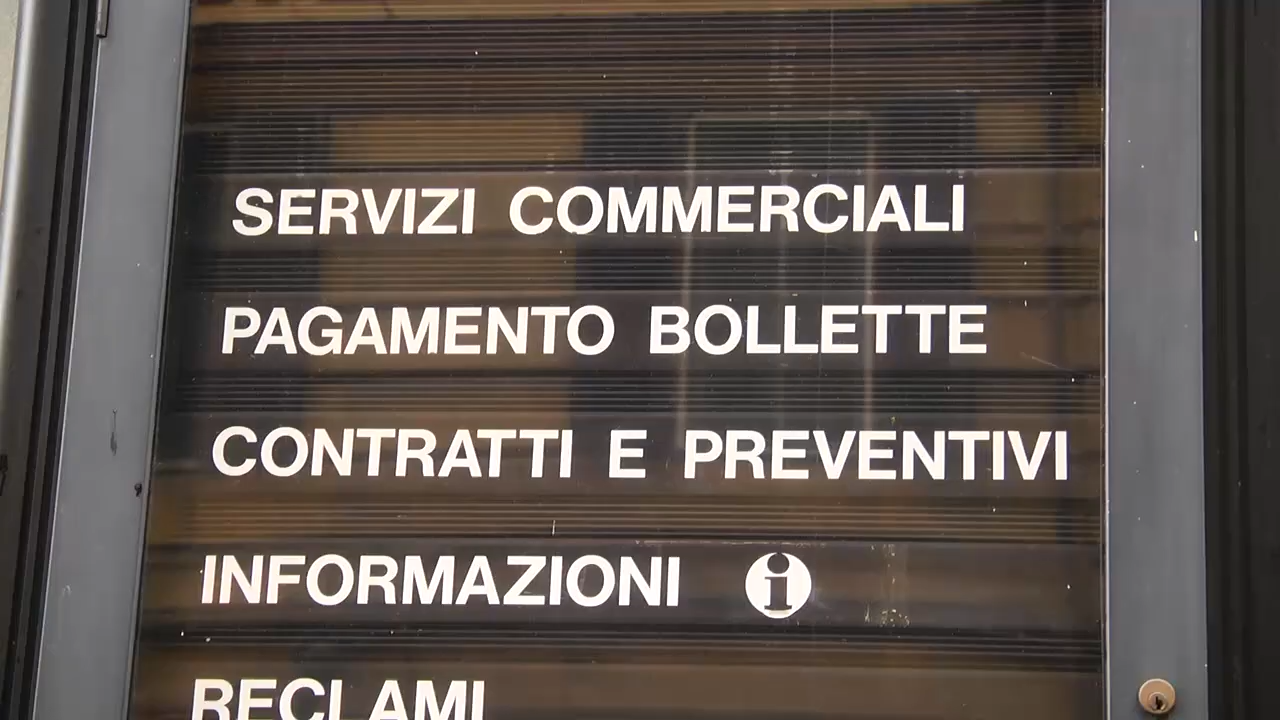 SERVIZI COMMERCIALI
PAGAMENTO BOLLETTE
CONTRATTI E PREVENTIVI
INFORMAZIONI i
RECLAMI